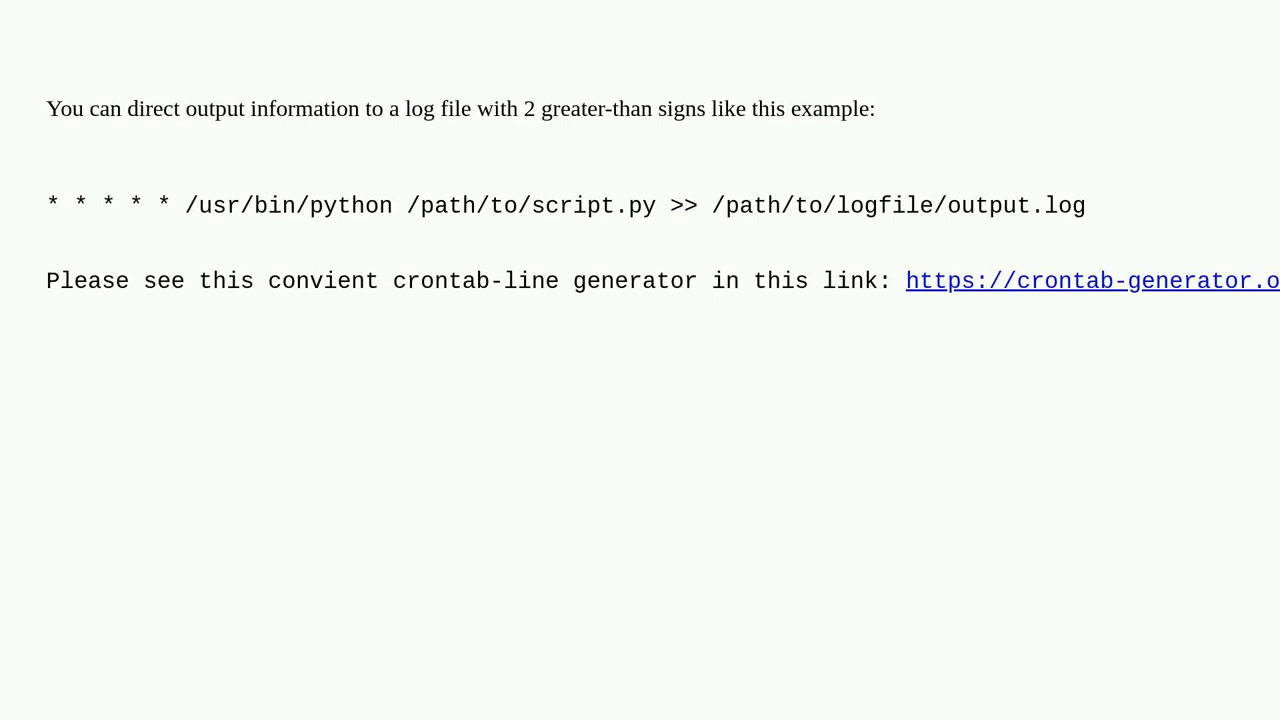 You can direct output information to a log file with 2 greater-than signs like this example:
* * * * * /usr/bin/python /path/to/script.py >> /path/to/logfile/output.log
Please see this convient crontab-line generator in this link: https://crontab-generator.o